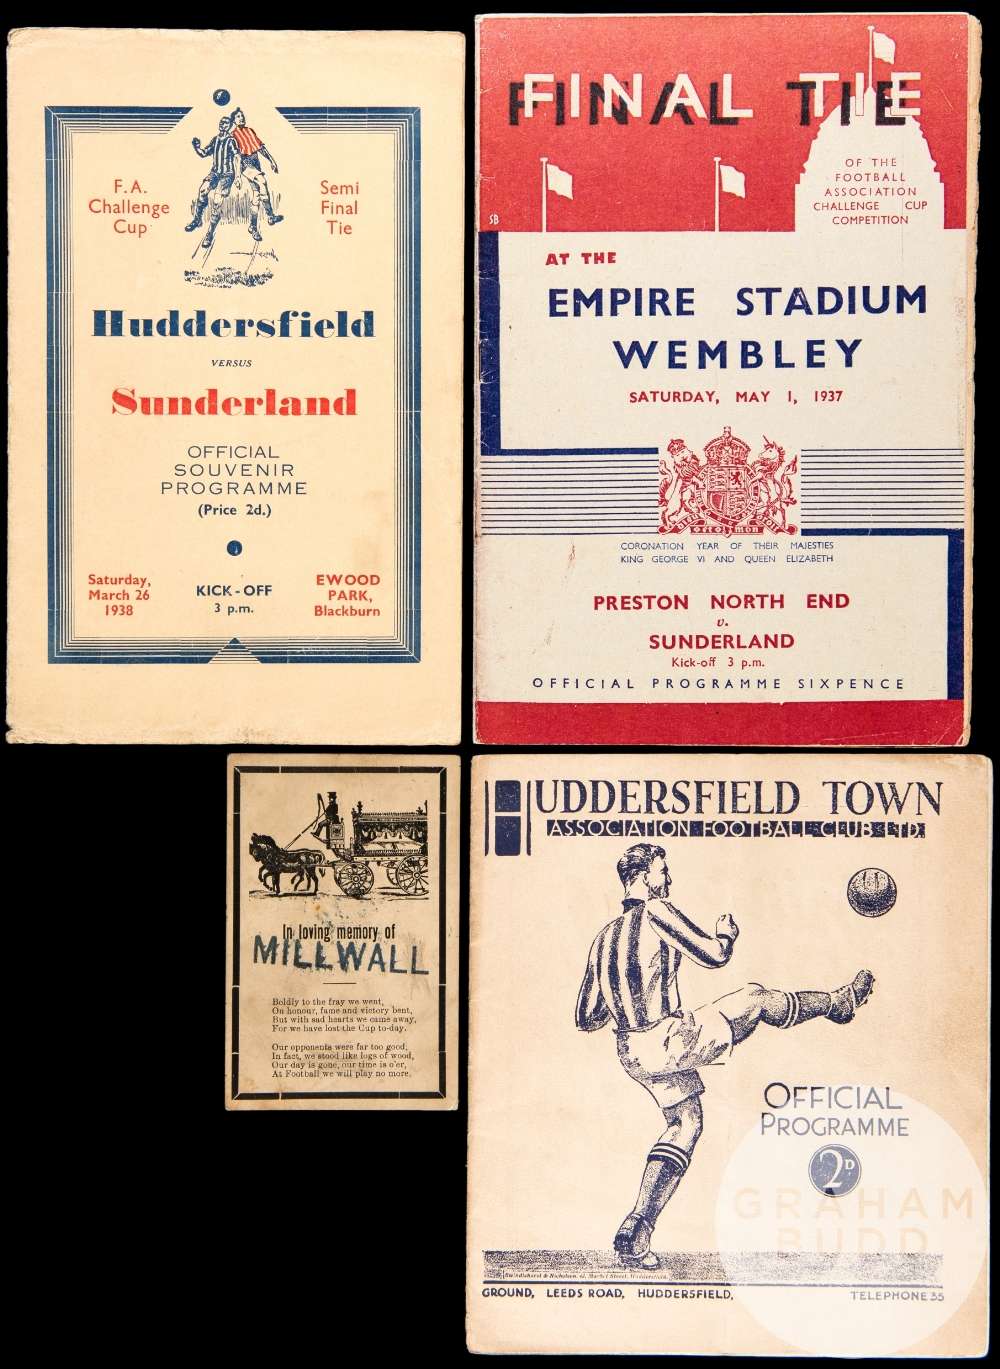 F.A.
Challenge
Cup
Semi
Final
Tie
Huddersfield
VERSUS
Sunderland
OFFICIAL
SOUVENIR
PROGRAMME
(Price 2d.)
Saturday,
March 26
1938
KICK-OFF
3 p.m.
EWOOD
PARK,
Blackburn
FINAL TIE
OF THE
FOOTBALL
ASSOCIATION
CHALLENGE CUP
COMPETITION
SB
AT THE
EMPIRE STADIUM
WEMBLEY
SATURDAY, MAY 1, 1937
CORONATION YEAR OF THEIR MAJESTIES
KING GEORGE VI AND QUEEN ELIZABETH
PRESTON NORTH END
v.
SUNDERLAND
Kick-off 3 p.m.
OFFICIAL PROGRAMME SIXPENCE
In loving memory of
MILLWALL
Boldly to the fray we went,
On honour, fame and victory bent,
But with sad hearts we came away,
For we have lost the Cup to-day.
Our opponents were far too good,
In fact, we stood like logs of wood,
Our day is gone, our time is o'er,
At Football we will play no more.
HUDDERSFIELD TOWN
ASSOCIATION FOOTBALL CLUB LTD.
OFFICIAL
PROGRAMME
2D
GRAHAM
BUDD
GROUND, LEEDS ROAD, HUDDERSFIELD.
TELEPHONE 35